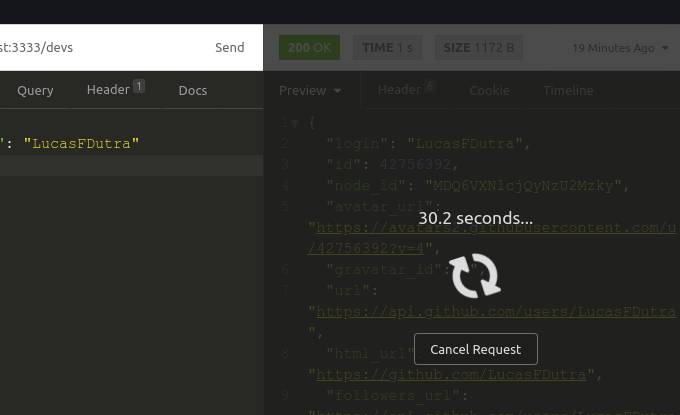 st:3333/devs Send 200 OK TIME 1 s SIZE 1172 B 19 Minutes Ago
Query Header 1 Docs Preview Header 6 Cookie Timeline
": "LucasFDutra"
1 {
2 "login": "LucasFDutra",
3 "id": 42756392,
4 "node_id": "MDQ6VXNlcjQyNzU2Mzky",
5 "avatar_url":
30.2 seconds...
"https://avatars2.githubusercontent.com/u
/42756392?v=4",
6 "gravatar_id": "",
7 "url":
"https://api.github.com/users/LucasFDutra
",
8 "html_url":
Cancel Request
"https://github.com/LucasFDutra",
9 "followers_url":